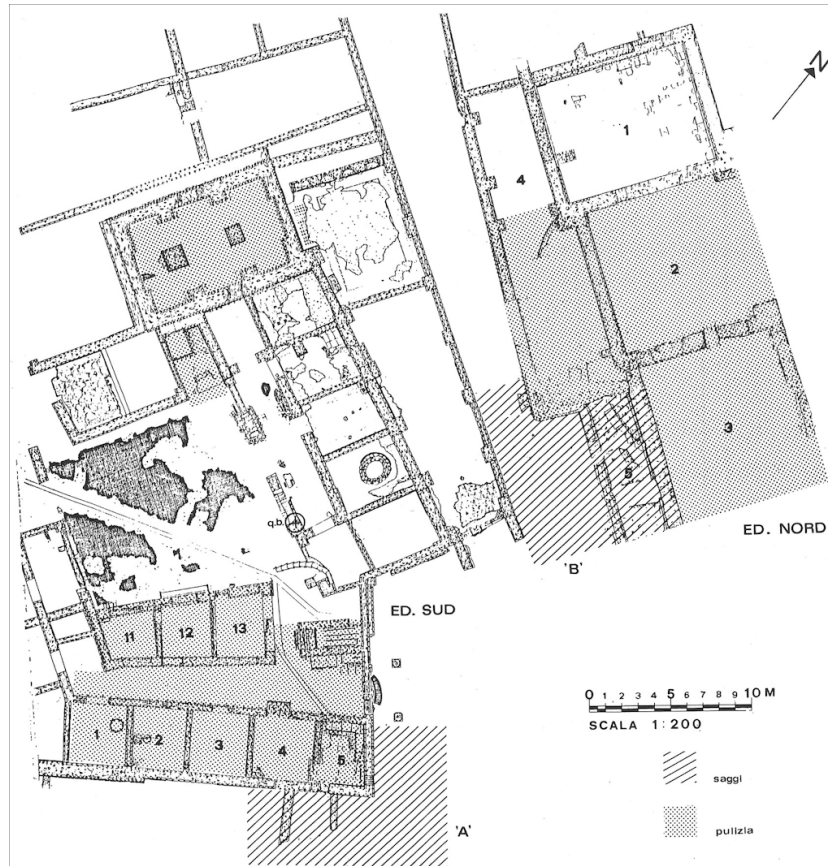 N
1
4
2
3
5
ED. NORD
'B'
q.b.
ED. SUD
11 12 13
0 1 2 3 4 5 6 7 8 9 10 M
SCALA 1:200
1 2 3 4 5
saggi
'A'
pulizia